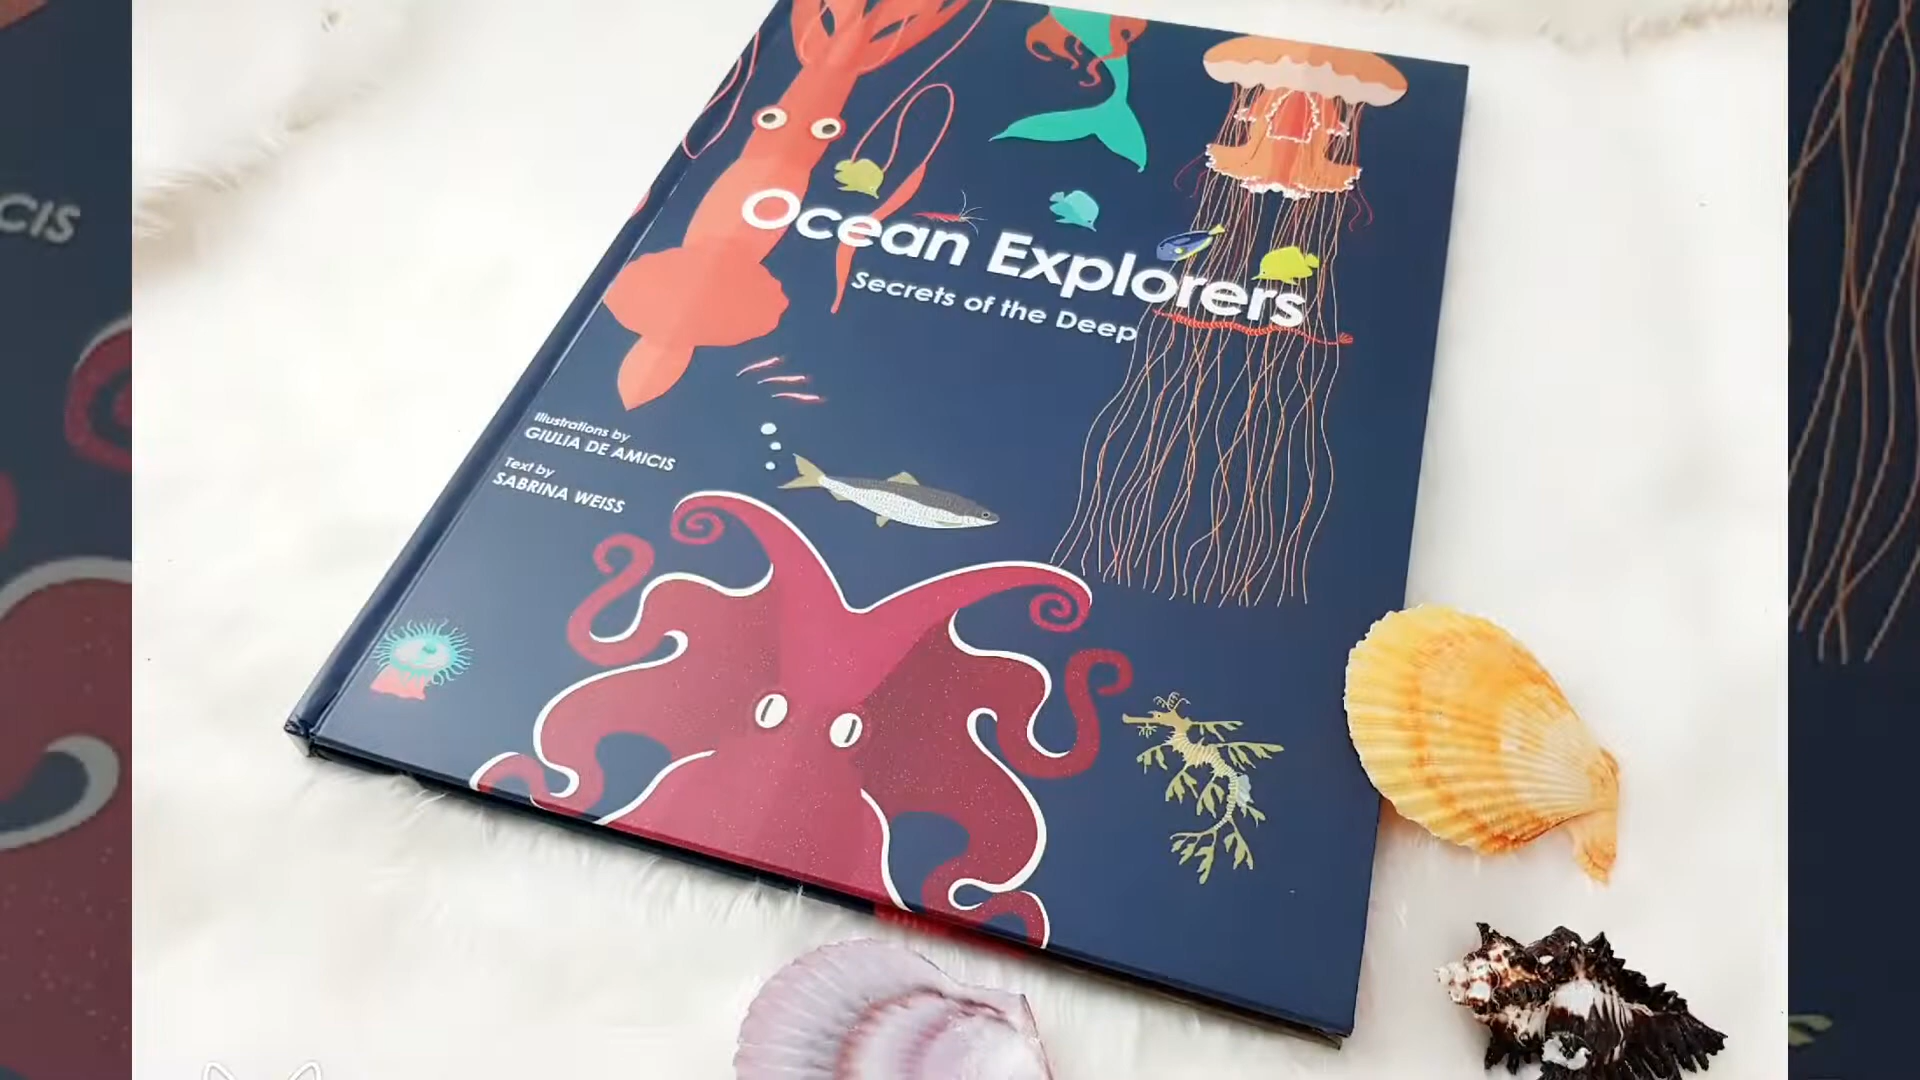 Ocean Explorers
Secrets of the Deep
Illustrations by
GIULIA DE AMICIS
Text by
SABRINA WEISS
CIS